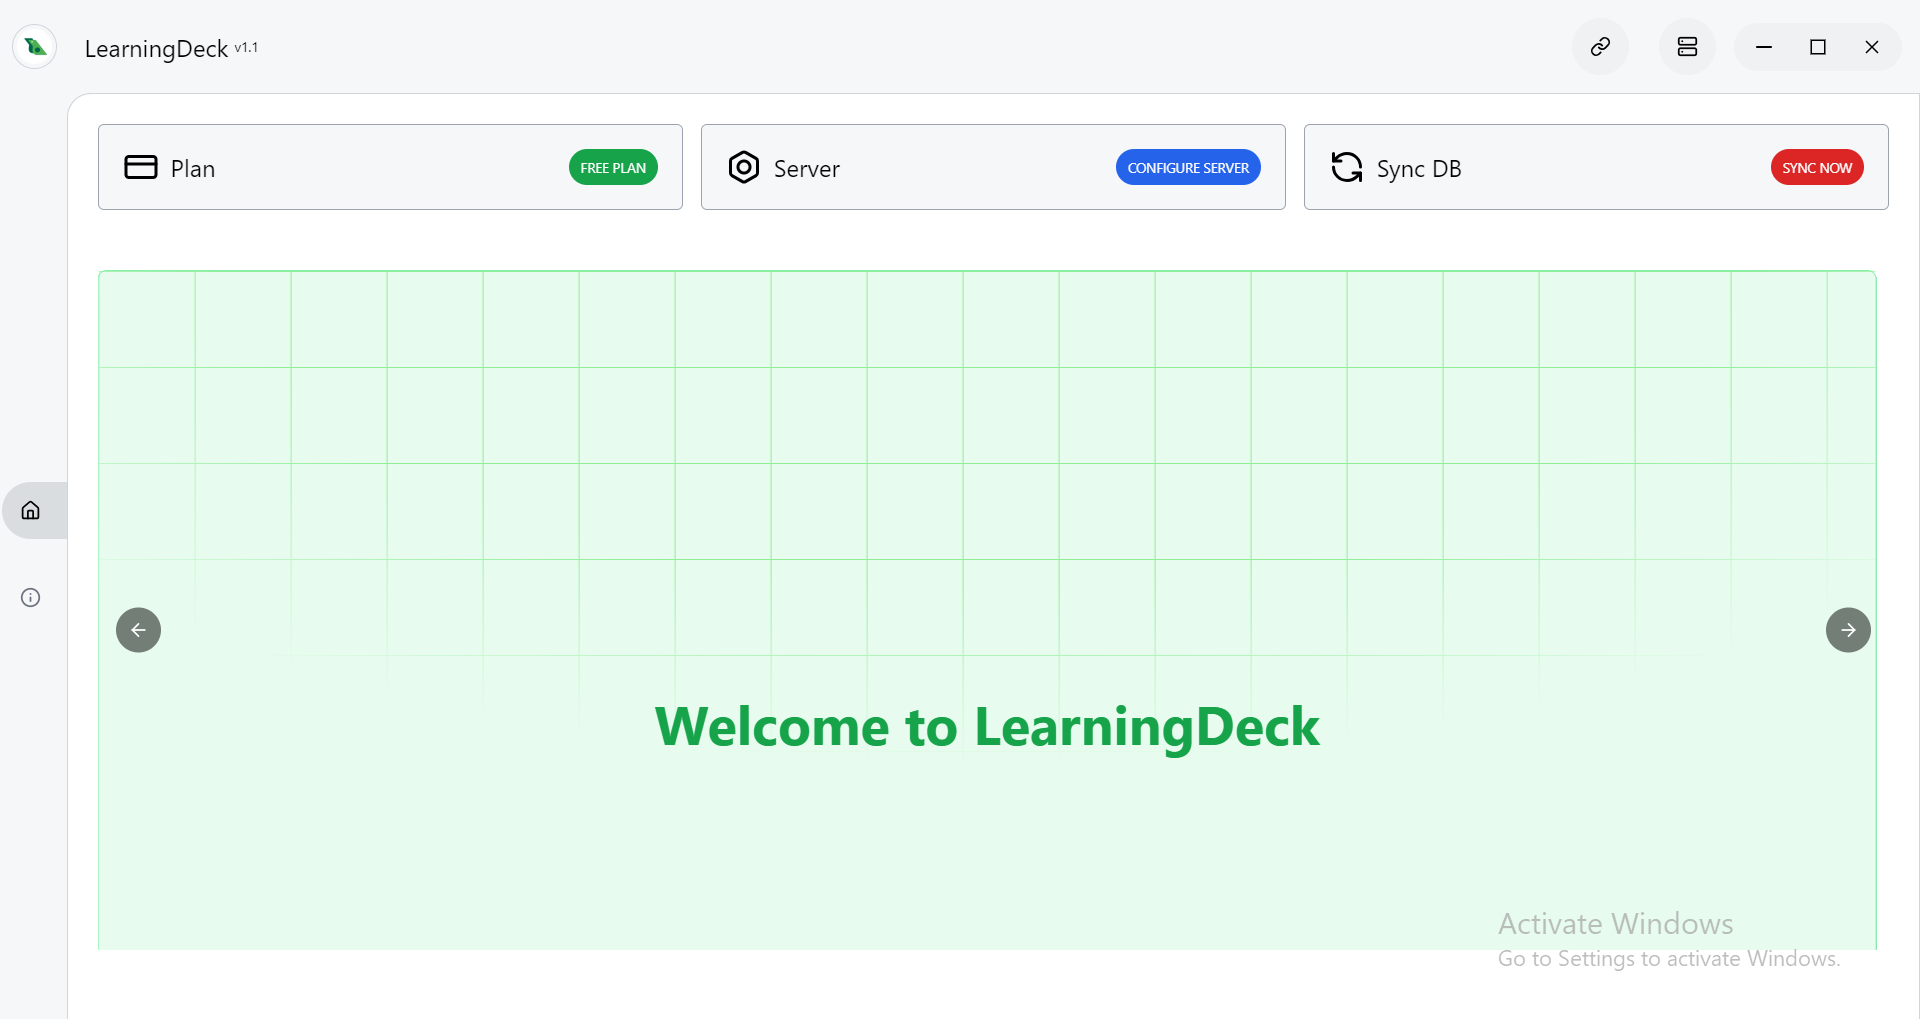 LearningDeck v1.1
Plan
FREE PLAN
Server
CONFIGURE SERVER
Sync DB
SYNC NOW
Welcome to LearningDeck
Activate Windows
Go to Settings to activate Windows.